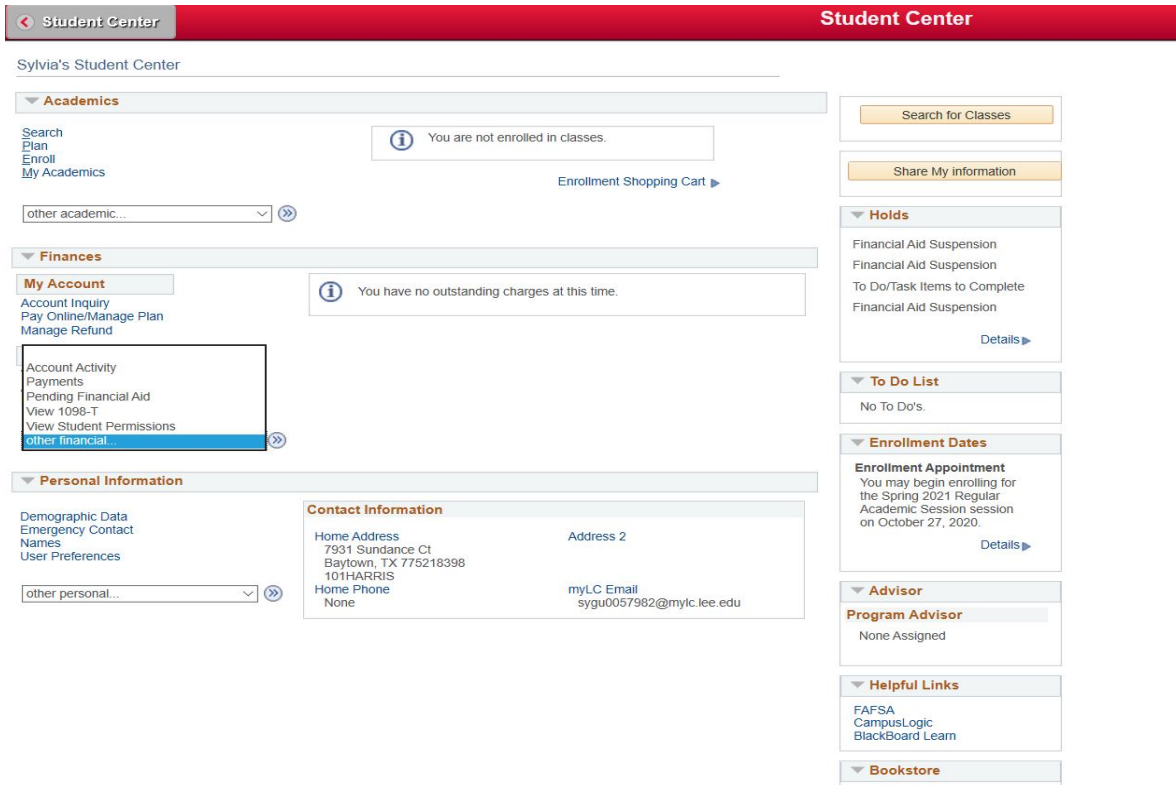 Student Center
Student Center
Sylvia's Student Center
Academics
Search
Plan
Enroll
My Academics
You are not enrolled in classes.
Enrollment Shopping Cart
other academic...
Finances
My Account
Account Inquiry
Pay Online/Manage Plan
Manage Refund
You have no outstanding charges at this time.
Account Activity
Payments
Pending Financial Aid
View 1098-T
View Student Permissions
other financial...
Personal Information
Demographic Data
Emergency Contact
Names
User Preferences
other personal...
Contact Information
Home Address
7931 Sundance Ct
Baytown, TX 775218398
101HARRIS
Address 2
Home Phone
None
myLC Email
sygu0057982@mylc.lee.edu
Search for Classes
Share My information
Holds
Financial Aid Suspension
Financial Aid Suspension
To Do/Task Items to Complete
Financial Aid Suspension
Details
To Do List
No To Do's.
Enrollment Dates
Enrollment Appointment
You may begin enrolling for
the Spring 2021 Regular
Academic Session session
on October 27, 2020.
Details
Advisor
Program Advisor
None Assigned
Helpful Links
FAFSA
CampusLogic
BlackBoard Learn
Bookstore